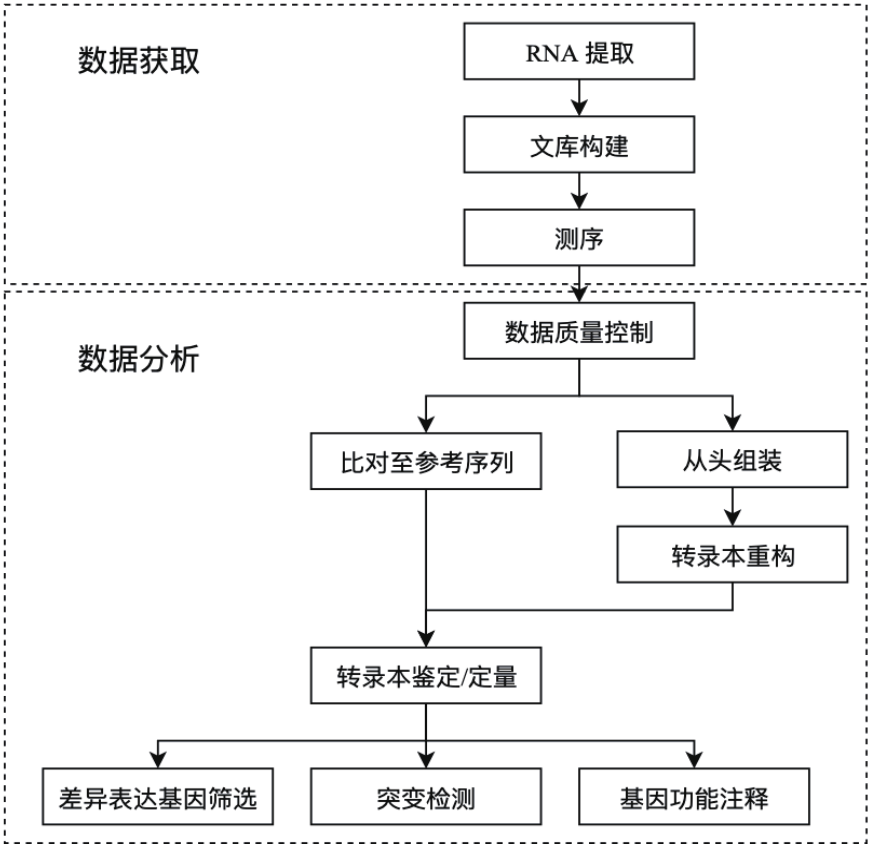 数据获取
RNA 提取
文库构建
测序
数据分析
数据质量控制
比对至参考序列
从头组装
转录本重构
转录本鉴定/定量
差异表达基因筛选
突变检测
基因功能注释